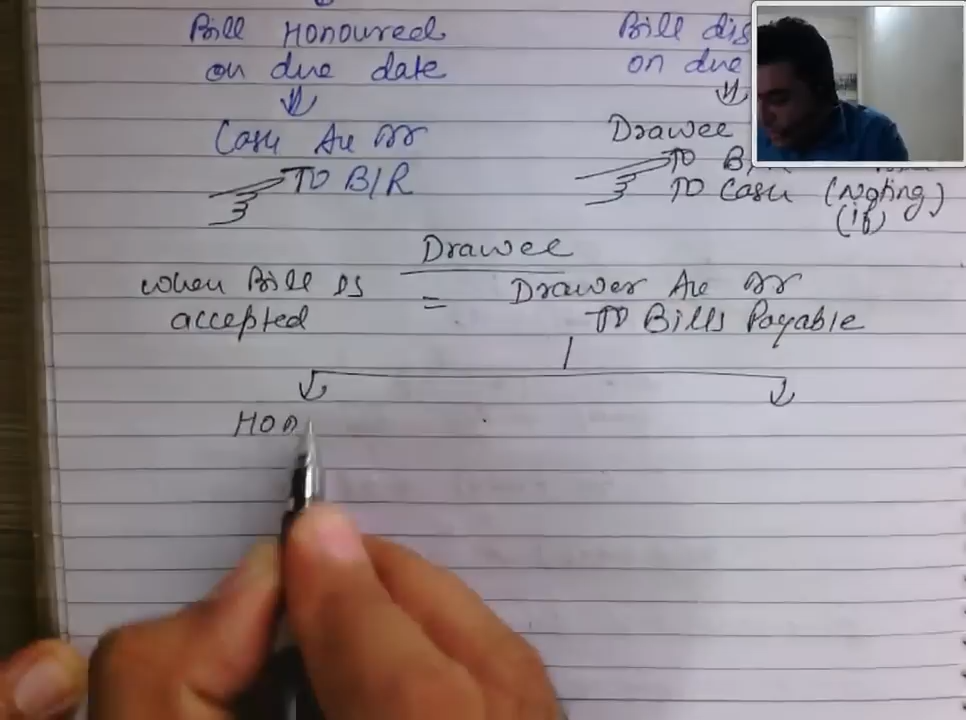 Bill Honoured
on due date
Cash A/c Dr
TO B/R
Bill dis
on due
Drawee
TO B/
TO Cash (Noting)
(if)
Drawee
when Bill is
accepted
=
Drawer A/c Dr
TO Bills Payable
Hon